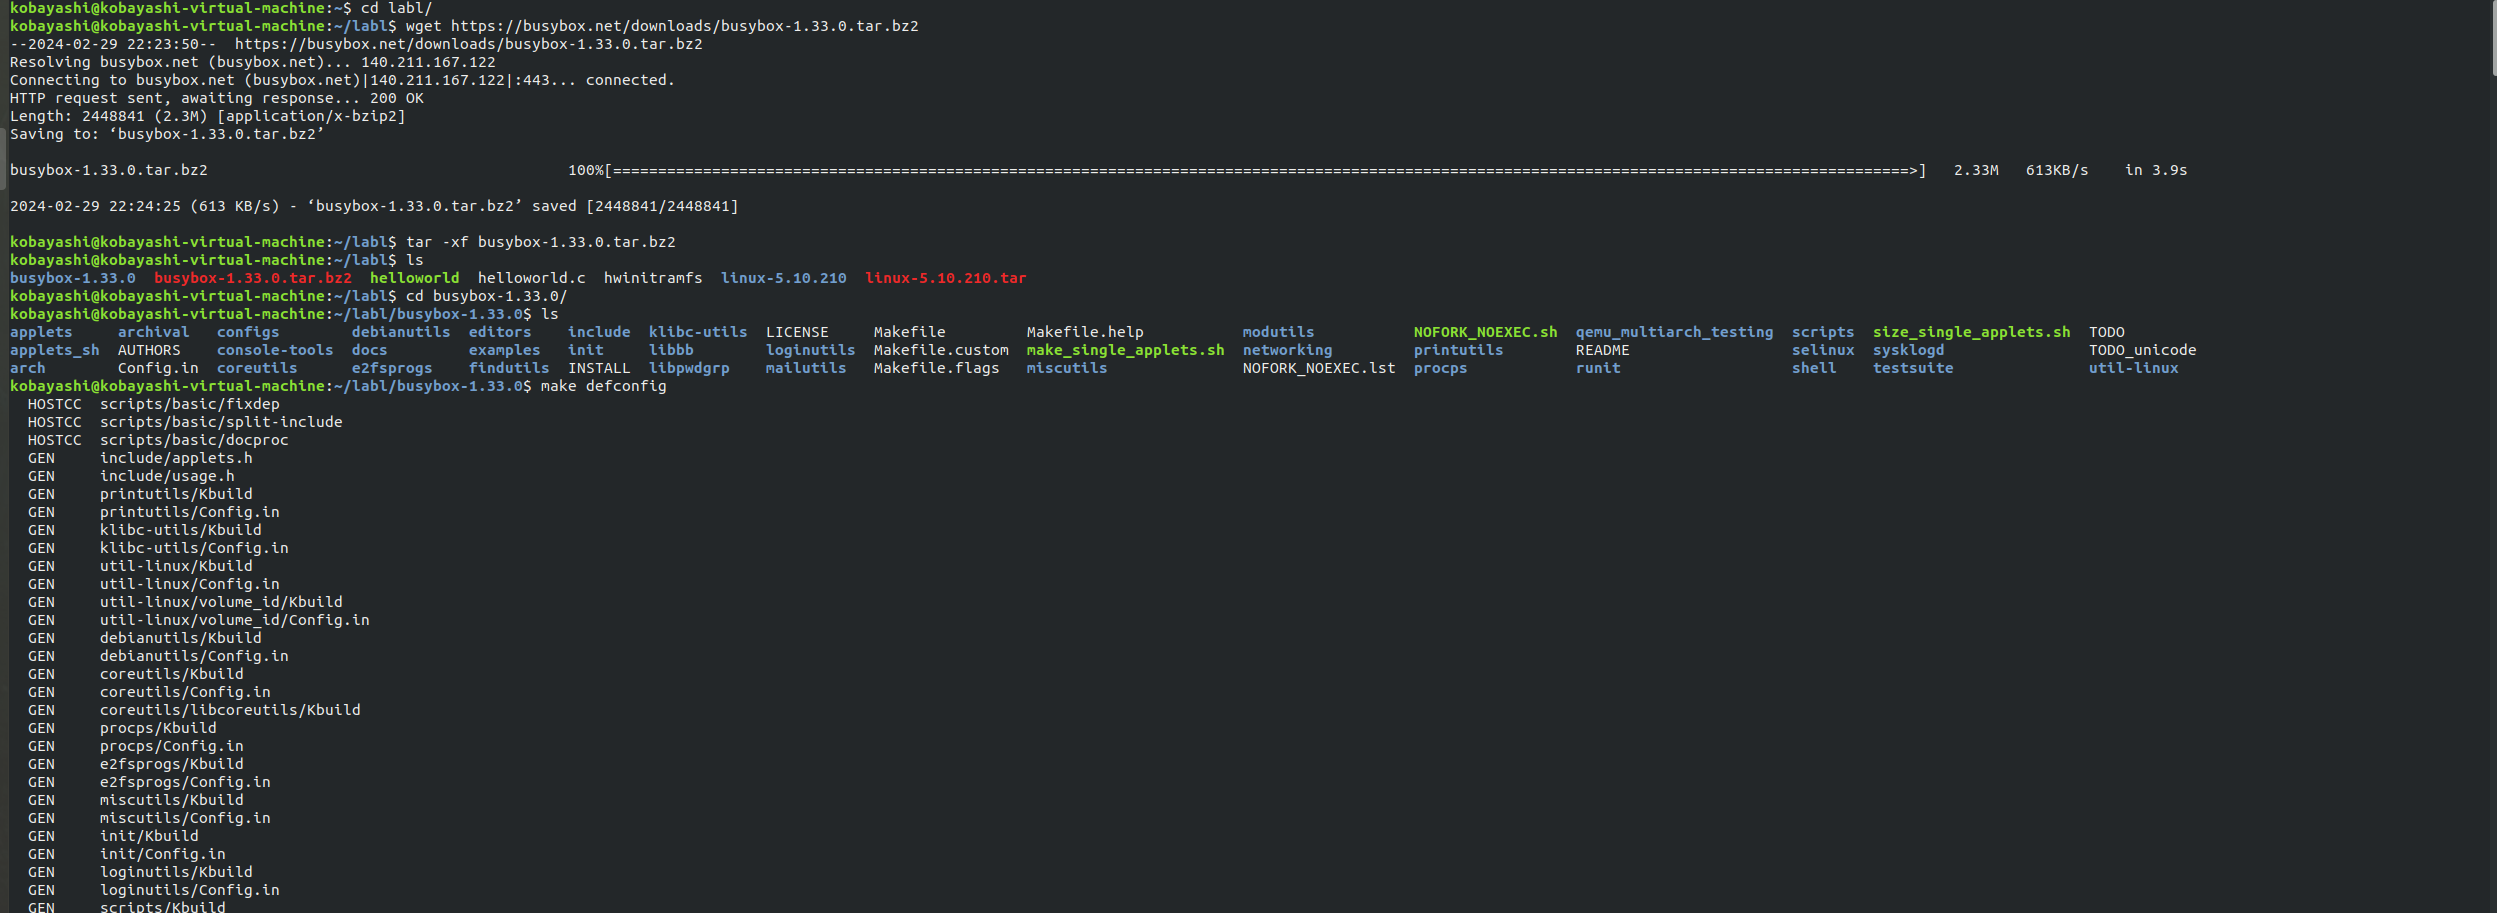 kobayashi@kobayashi-virtual-machine:~$ cd labl/
kobayashi@kobayashi-virtual-machine:~/labl$ wget https://busybox.net/downloads/busybox-1.33.0.tar.bz2
--2024-02-29 22:23:50--  https://busybox.net/downloads/busybox-1.33.0.tar.bz2
Resolving busybox.net (busybox.net)... 140.211.167.122
Connecting to busybox.net (busybox.net)|140.211.167.122|:443... connected.
HTTP request sent, awaiting response... 200 OK
Length: 2448841 (2.3M) [application/x-bzip2]
Saving to: ‘busybox-1.33.0.tar.bz2’
busybox-1.33.0.tar.bz2 100%[================================================================================================================================================>] 2.33M 613KB/s in 3.9s
2024-02-29 22:24:25 (613 KB/s) - ‘busybox-1.33.0.tar.bz2’ saved [2448841/2448841]
kobayashi@kobayashi-virtual-machine:~/labl$ tar -xf busybox-1.33.0.tar.bz2
kobayashi@kobayashi-virtual-machine:~/labl$ ls
busybox-1.33.0  busybox-1.33.0.tar.bz2  helloworld  helloworld.c  hwinitramfs  linux-5.10.210  linux-5.10.210.tar
kobayashi@kobayashi-virtual-machine:~/labl$ cd busybox-1.33.0/
kobayashi@kobayashi-virtual-machine:~/labl/busybox-1.33.0$ ls
applets archival configs debianutils editors include klibc-utils LICENSE Makefile Makefile.help modutils NOFORK_NOEXEC.sh qemu_multiarch_testing scripts size_single_applets.sh TODO
applets_sh AUTHORS console-tools docs examples init libbb loginutils Makefile.custom make_single_applets.sh networking printutils README selinux sysklogd TODO_unicode
arch Config.in coreutils e2fsprogs findutils INSTALL libpwdgrp mailutils Makefile.flags miscutils NOFORK_NOEXEC.lst procps runit shell testsuite util-linux
kobayashi@kobayashi-virtual-machine:~/labl/busybox-1.33.0$ make defconfig
HOSTCC scripts/basic/fixdep
HOSTCC scripts/basic/split-include
HOSTCC scripts/basic/docproc
GEN include/applets.h
GEN include/usage.h
GEN printutils/Kbuild
GEN printutils/Config.in
GEN klibc-utils/Kbuild
GEN klibc-utils/Config.in
GEN util-linux/Kbuild
GEN util-linux/Config.in
GEN util-linux/volume_id/Kbuild
GEN util-linux/volume_id/Config.in
GEN debianutils/Kbuild
GEN debianutils/Config.in
GEN coreutils/Kbuild
GEN coreutils/Config.in
GEN coreutils/libcoreutils/Kbuild
GEN procps/Kbuild
GEN procps/Config.in
GEN e2fsprogs/Kbuild
GEN e2fsprogs/Config.in
GEN miscutils/Kbuild
GEN miscutils/Config.in
GEN init/Kbuild
GEN init/Config.in
GEN loginutils/Kbuild
GEN loginutils/Config.in
GEN scripts/Kbuild